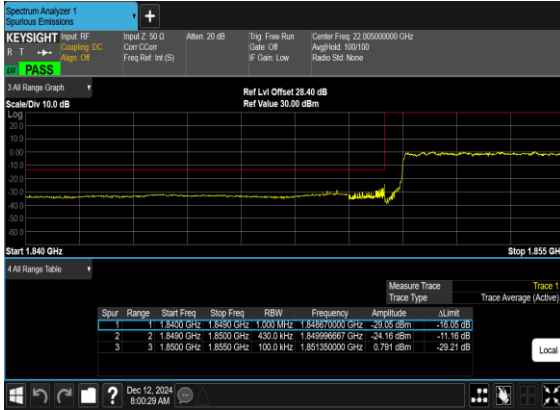 Spectrum Analyzer 1
Spurious Emissions
+
KEYSIGHT Input: RF Input Z: 50 Ω Atten: 20 dB Trig: Free Run Center Freq: 22.005000000 GHz
R T Coupling: DC Corr CCorr Gate: Off Avg|Hold: 100/100
Align: Off Freq Ref: Int (S) IF Gain: Low Radio Std: None
PASS
3 All Range Graph
Ref Lvl Offset 28.40 dB
Scale/Div 10.0 dB Ref Value 30.00 dBm
Log
20.0
10.0
0.00
-10.0
-20.0
-30.0
-40.0
-50.0
-60.0
Start 1.840 GHz Stop 1.855 GH
4 All Range Table
Measure Trace Trace 1
Trace Type Trace Average (Active)
Spur Range Start Freq Stop Freq RBW Frequency Amplitude ΔLimit
1 1 1.8400 GHz 1.8490 GHz 1.000 MHz 1.848670000 GHz -29.05 dBm -16.05 dB
2 2 1.8490 GHz 1.8500 GHz 430.0 kHz 1.849996667 GHz -24.16 dBm -11.16 dB
3 3 1.8500 GHz 1.8550 GHz 100.0 kHz 1.851350000 GHz 0.791 dBm -29.21 dB
Local
? Dec 12, 2024
8:00:29 AM